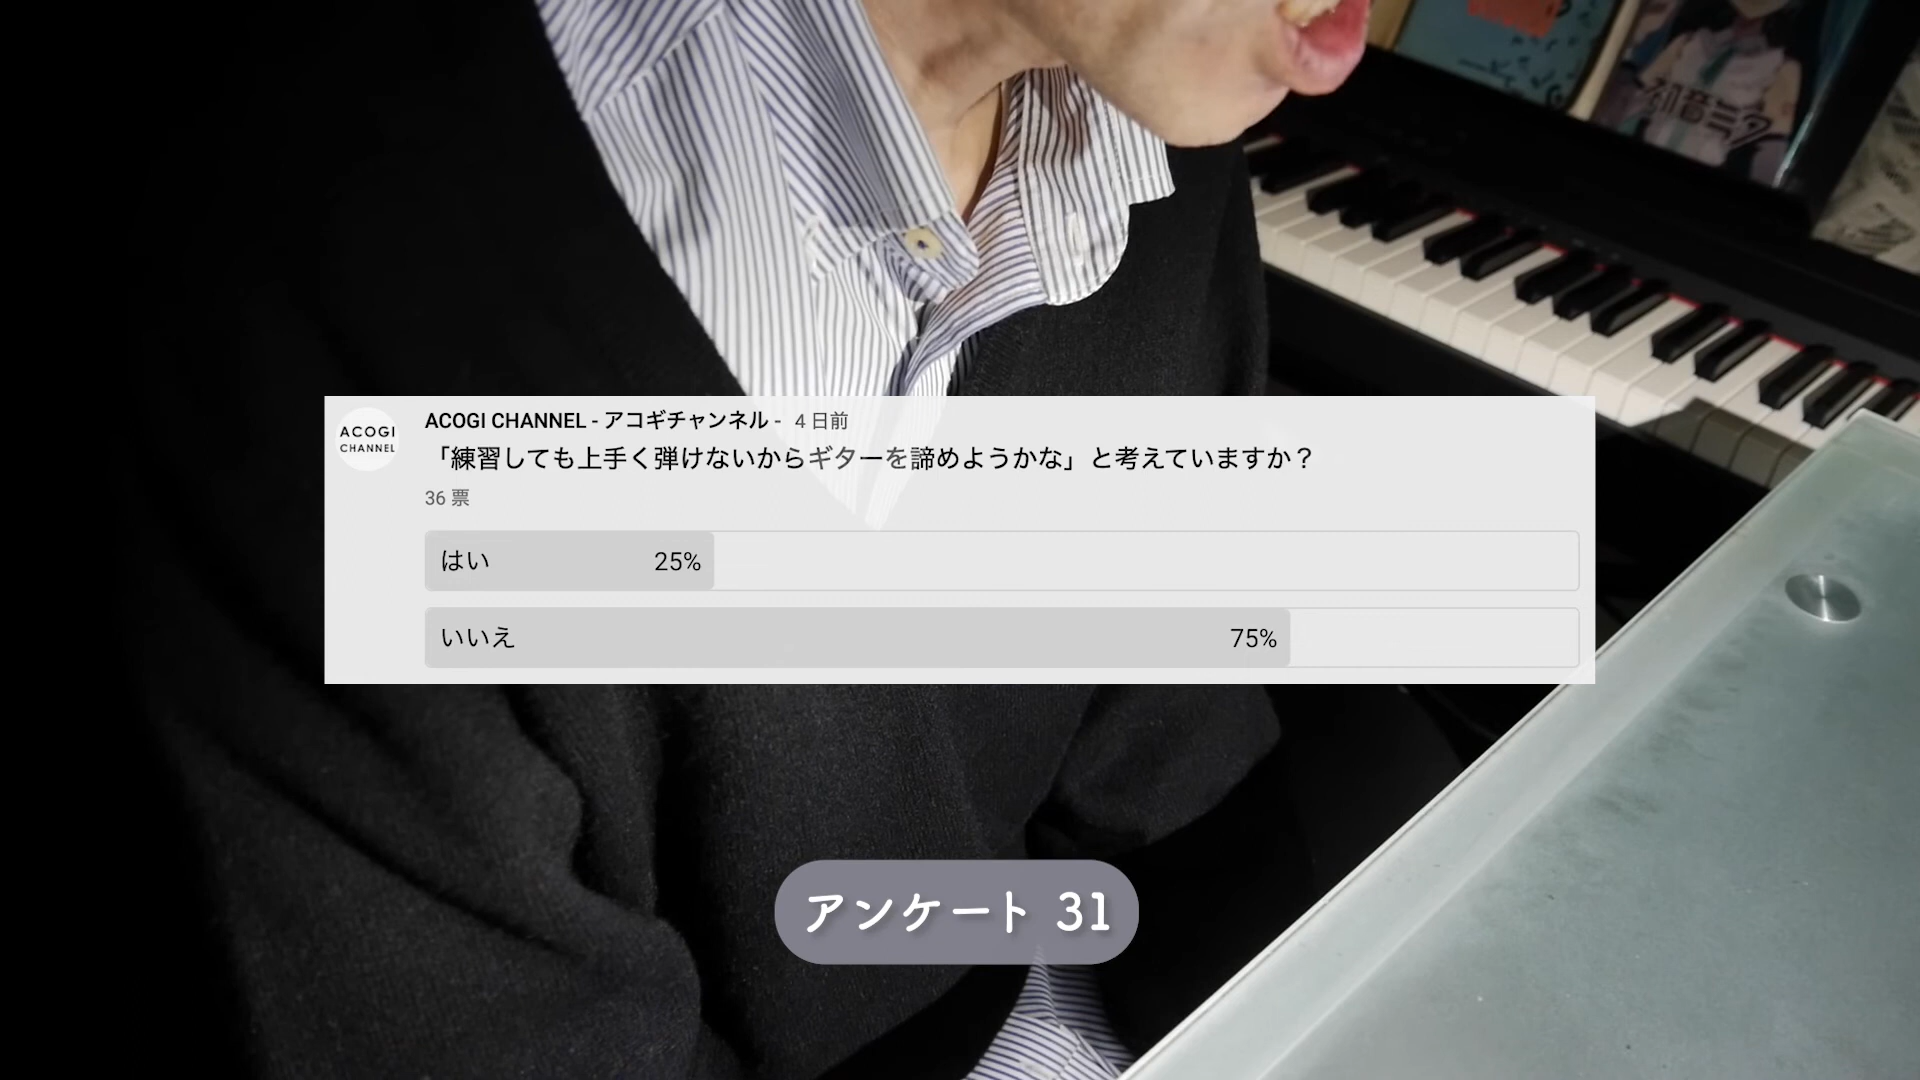 初音ミク
ACOGI CHANNEL - アコギチャンネル - 4 日前
ACOGI
CHANNEL
「練習しても上手く弾けないからギターを諦めようかな」と考えていますか？
36 票
はい 25%
いいえ 75%
アンケート 31